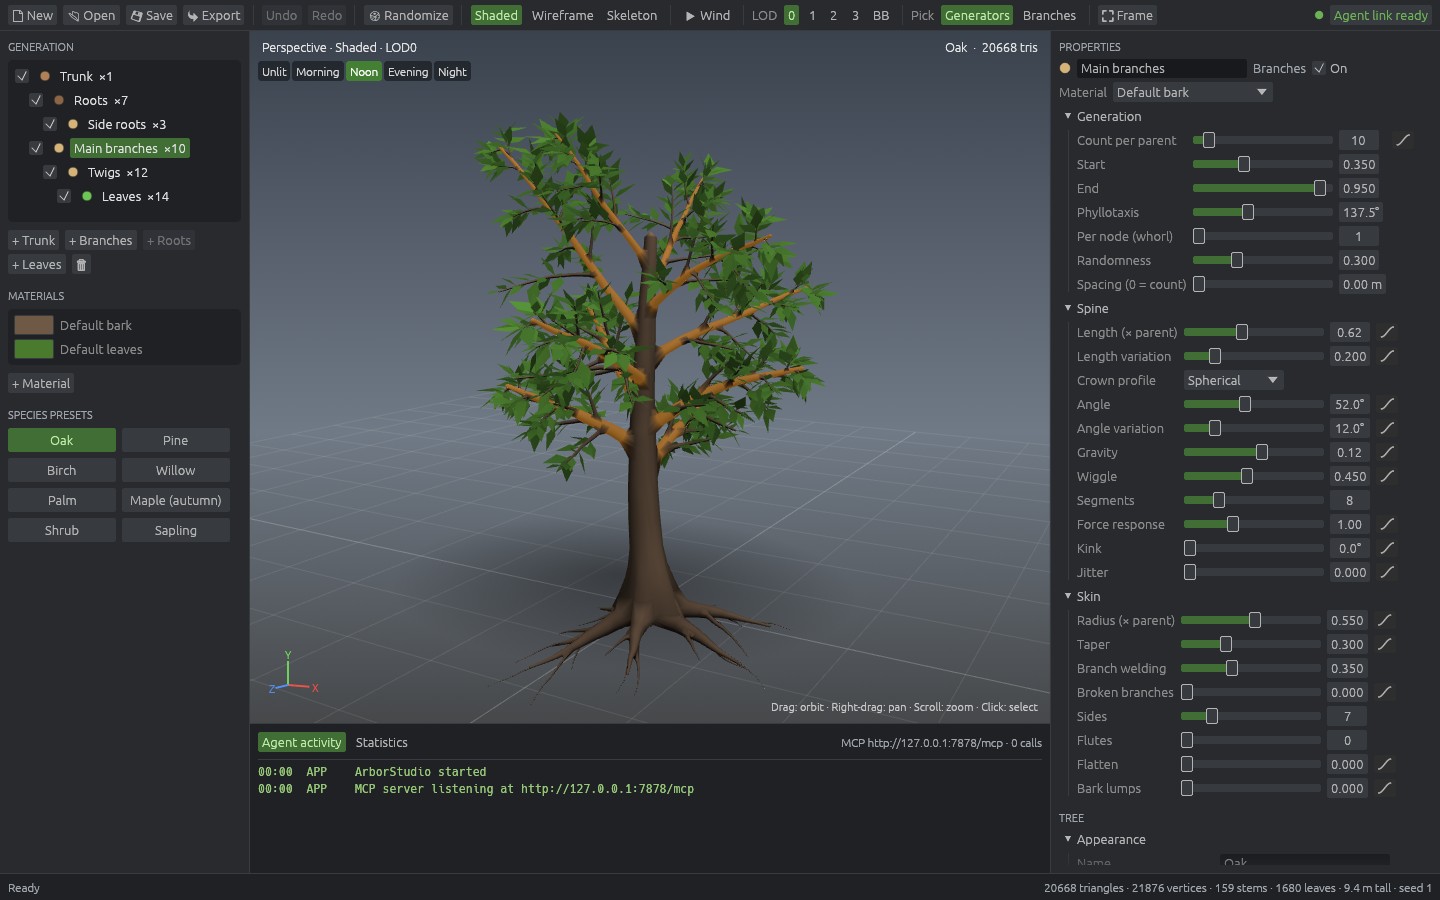 New Open Save Export Undo Redo Randomize Shaded Wireframe Skeleton Wind LOD 0 1 2 3 BB Pick Generators Branches Frame Agent link ready
GENERATION
Trunk ×1
Roots ×7
Side roots ×3
Main branches ×10
Twigs ×12
Leaves ×14
+ Trunk + Branches + Roots
+ Leaves
MATERIALS
Default bark
Default leaves
+ Material
SPECIES PRESETS
Oak Pine
Birch Willow
Palm Maple (autumn)
Shrub Sapling
Perspective · Shaded · LOD0
Oak · 20668 tris
Unlit Morning Noon Evening Night
Y
Z X
Drag: orbit · Right-drag: pan · Scroll: zoom · Click: select
Agent activity Statistics MCP http://127.0.0.1:7878/mcp · 0 calls
00:00 APP ArborStudio started
00:00 APP MCP server listening at http://127.0.0.1:7878/mcp
PROPERTIES
Main branches Branches On
Material Default bark
Generation
Count per parent 10
Start 0.350
End 0.950
Phyllotaxis 137.5°
Per node (whorl) 1
Randomness 0.300
Spacing (0 = count) 0.00 m
Spine
Length (× parent) 0.62
Length variation 0.200
Crown profile Spherical
Angle 52.0°
Angle variation 12.0°
Gravity 0.12
Wiggle 0.450
Segments 8
Force response 1.00
Kink 0.0°
Jitter 0.000
Skin
Radius (× parent) 0.550
Taper 0.300
Branch welding 0.350
Broken branches 0.000
Sides 7
Flutes 0
Flatten 0.000
Bark lumps 0.000
TREE
Appearance
Name Oak
Ready
20668 triangles · 21876 vertices · 159 stems · 1680 leaves · 9.4 m tall · seed 1